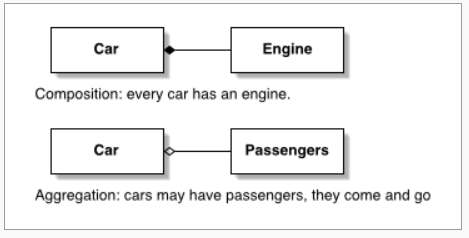 Car Engine
Composition: every car has an engine.
Car Passengers
Aggregation: cars may have passengers, they come and go